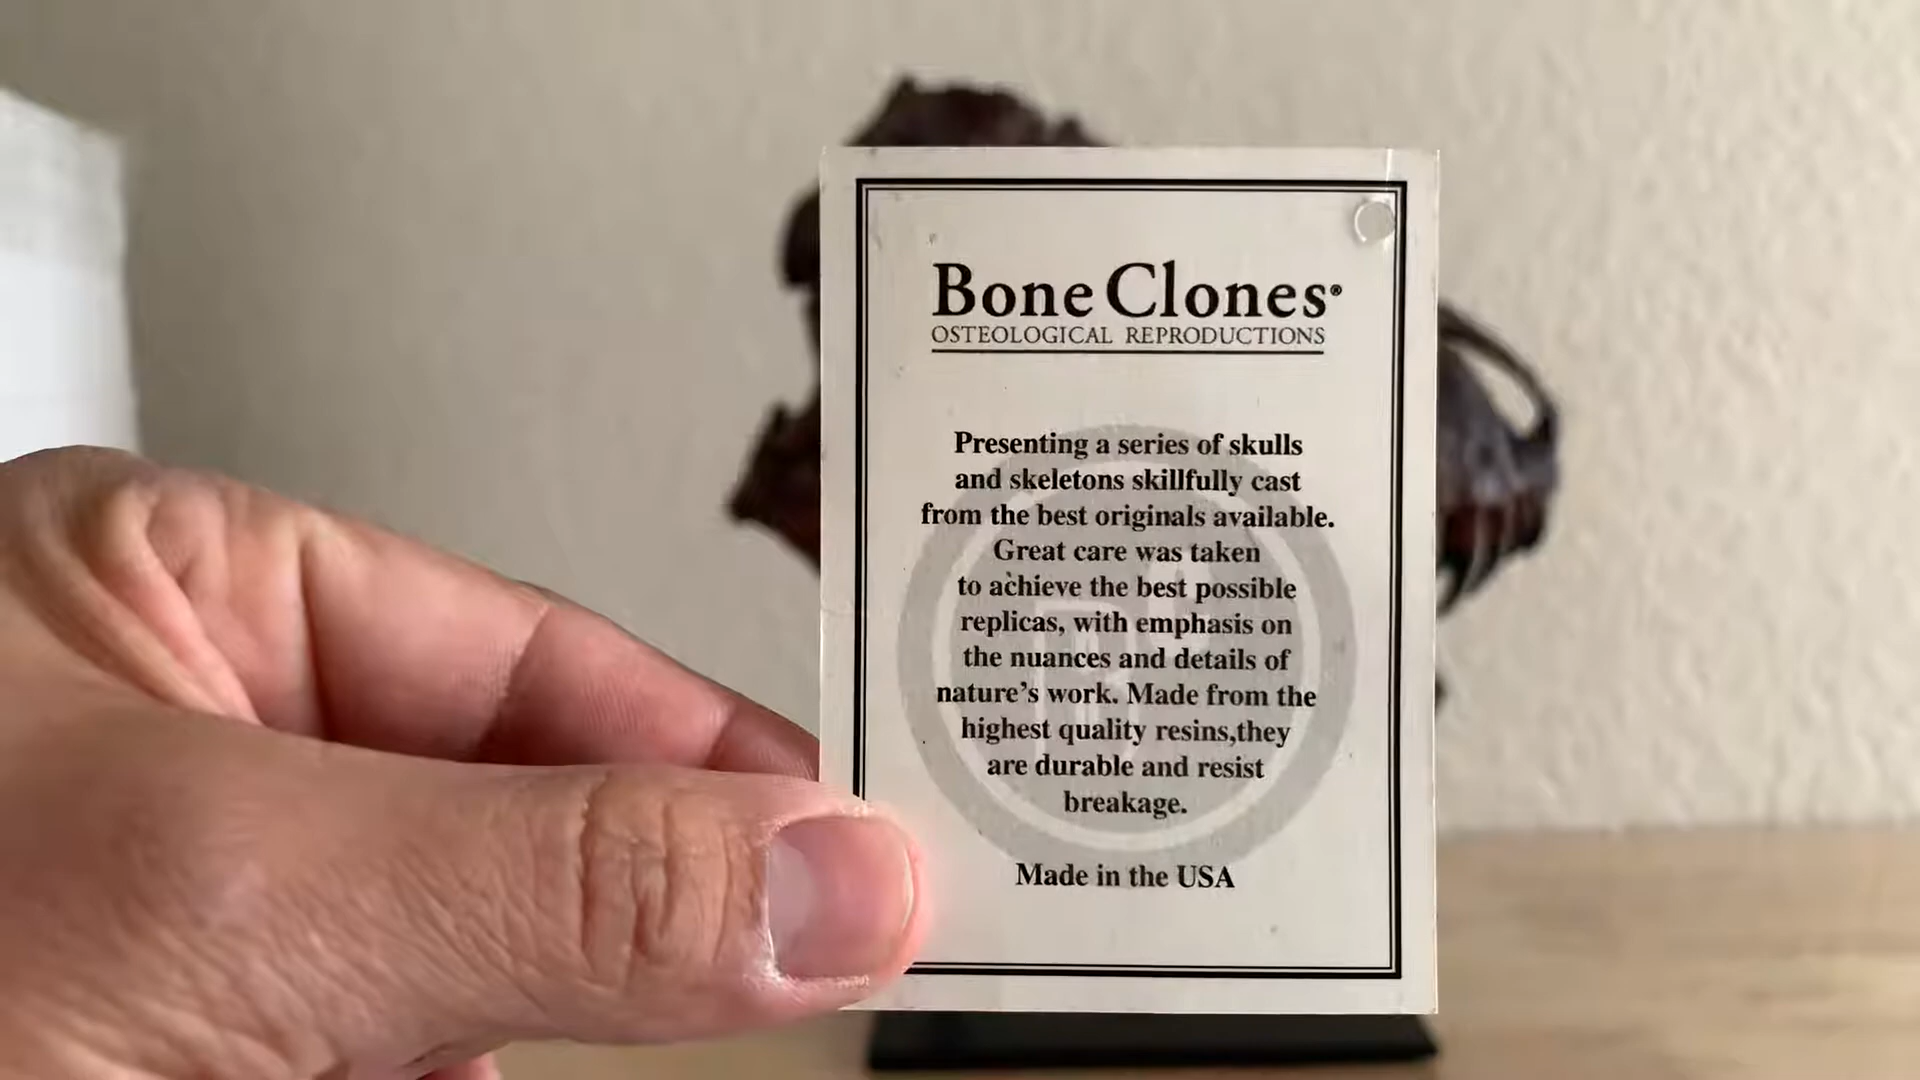 Bone Clones®
OSTEOLOGICAL REPRODUCTIONS
Presenting a series of skulls
and skeletons skillfully cast
from the best originals available.
Great care was taken
to achieve the best possible
replicas, with emphasis on
the nuances and details of
nature's work. Made from the
highest quality resins,they
are durable and resist
breakage.
Made in the USA